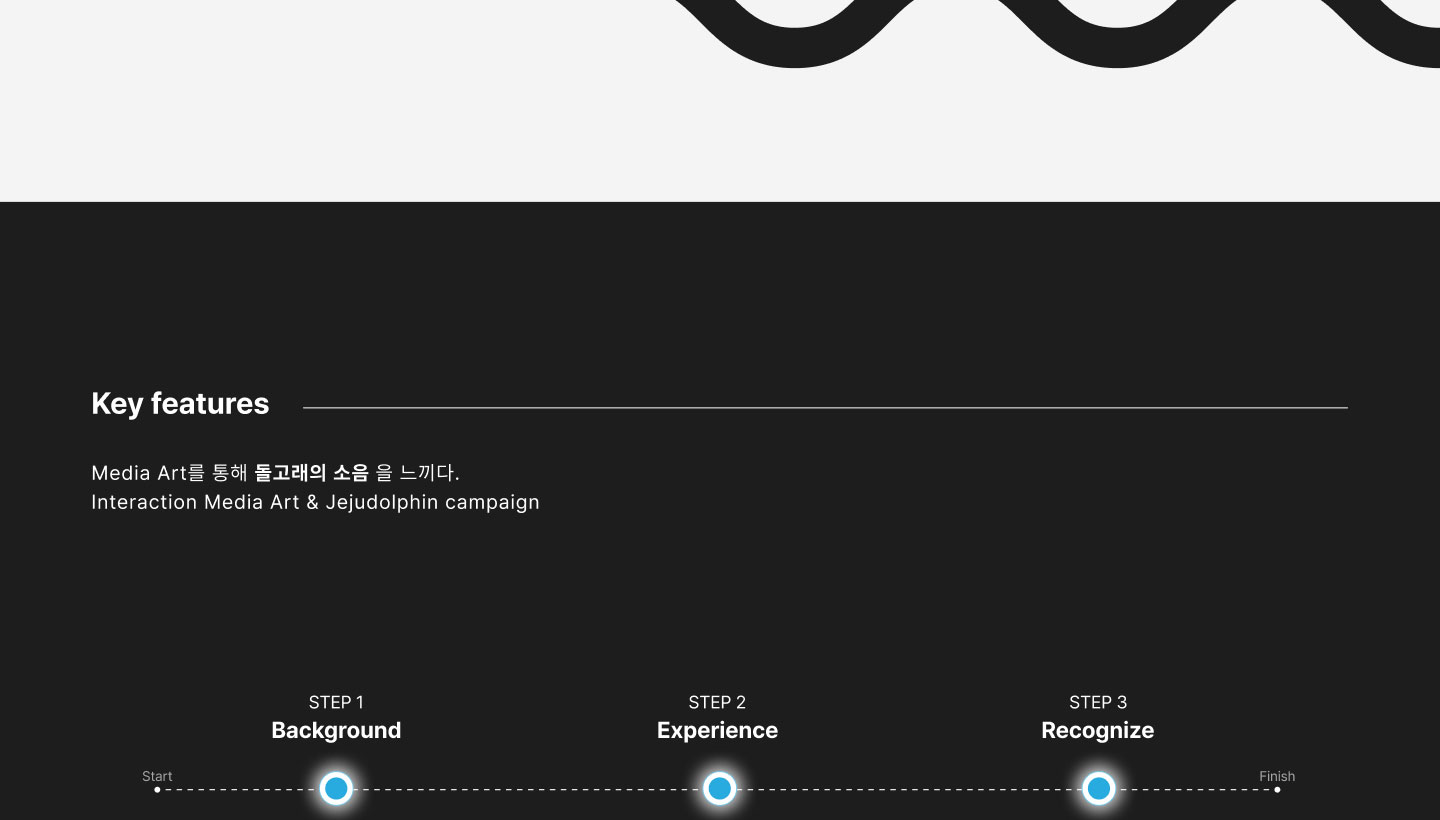 Key features
Media Art를 통해 돌고래의 소음 을 느끼다.
Interaction Media Art & Jejudolphin campaign
STEP 1
Background
STEP 2
Experience
STEP 3
Recognize
Start
Finish